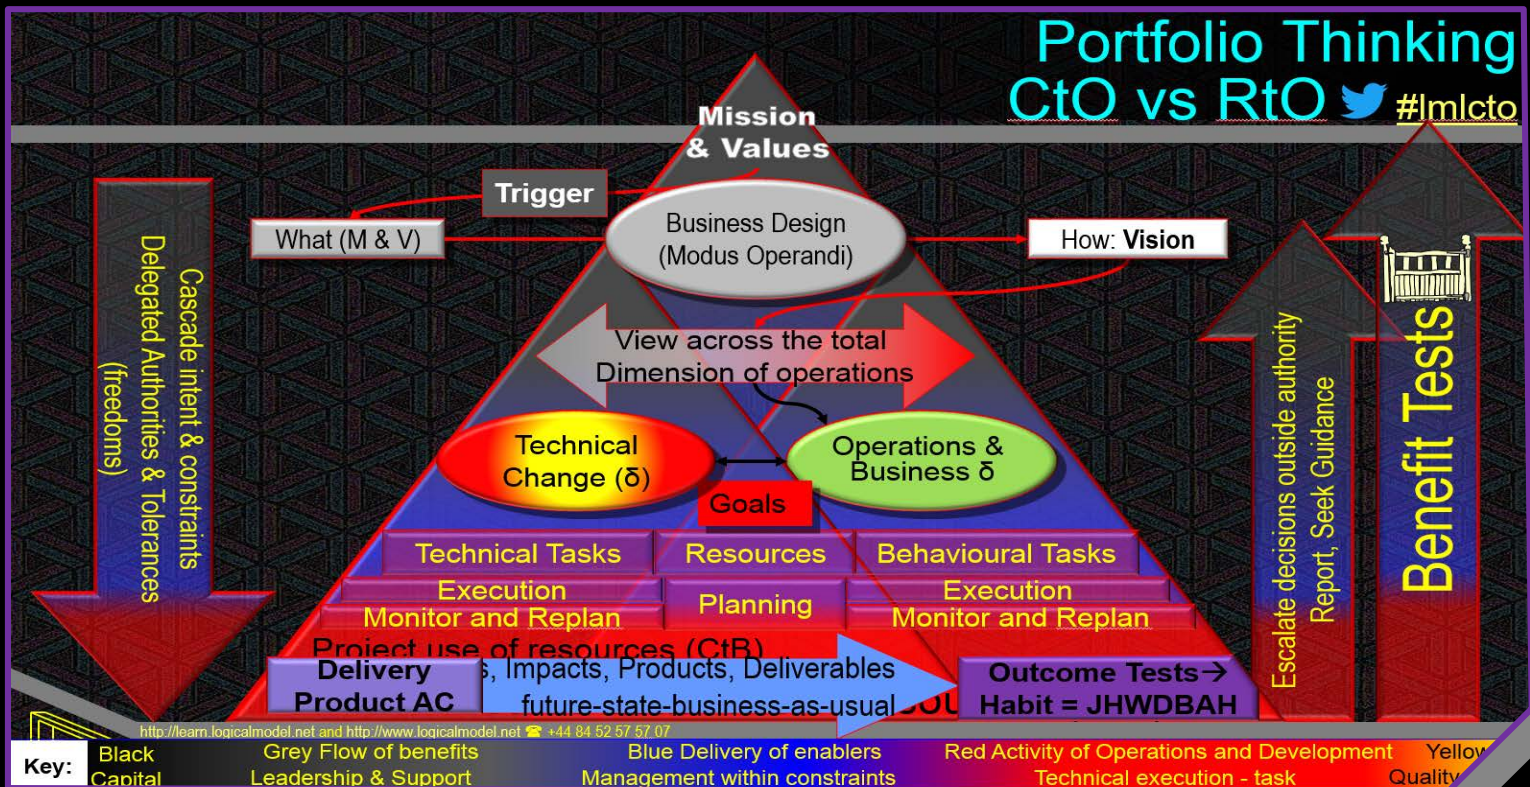 Portfolio Thinking
CtO vs RtO #lmlcto
Mission
& Values
Trigger
What (M & V)
Business Design
(Modus Operandi)
How: Vision
Cascade intent & constraints
Delegated Authorities & Tolerances
(freedoms)
View across the total
Dimension of operations
Technical
Change (δ)
Operations &
Business δ
Goals
Technical Tasks
Resources
Behavioural Tasks
Execution
Planning
Execution
Monitor and Replan
Monitor and Replan
Project use of resources (CtB)
Delivery
Product AC
, Impacts, Products, Deliverables
future-state-business-as-usual
Outcome Tests→
Habit = JHWDBAH
Escalate decisions outside authority
Report, Seek Guidance
Benefit Tests
http://learn.logicalmodel.net and http://www.logicalmodel.net ☎ +44 84 52 57 57 07
Key:
Black
Capital
Grey Flow of benefits
Leadership & Support
Blue Delivery of enablers
Management within constraints
Red Activity of Operations and Development
Technical execution - task
Yellow
Quality